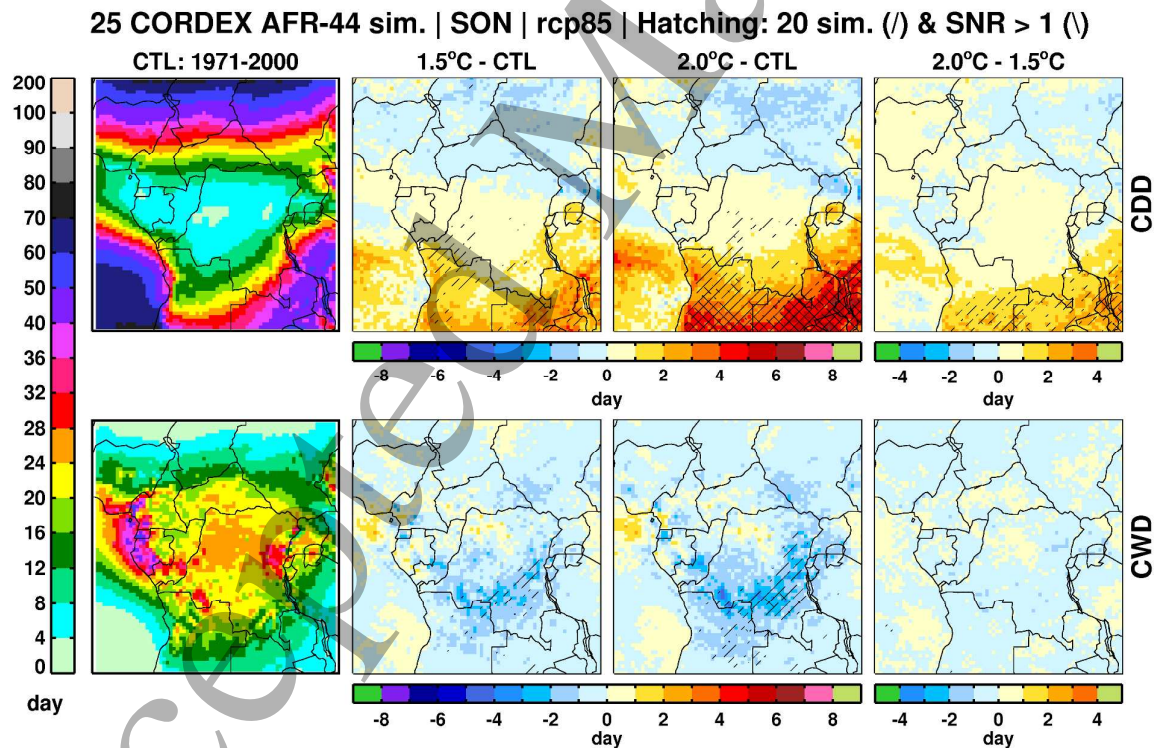 25 CORDEX AFR-44 sim. | SON | rcp85 | Hatching: 20 sim. (/) & SNR > 1 (\)
CTL: 1971-2000
1.5°C - CTL
2.0°C - CTL
2.0°C - 1.5°C
200
100
90
80
70
60
50
40
36
32
28
24
20
16
12
8
4
0
day
CDD
-8 -6 -4 -2 0 2 4 6 8
day
-4 -2 0 2 4
day
CWD
-8 -6 -4 -2 0 2 4 6 8
day
-4 -2 0 2 4
day